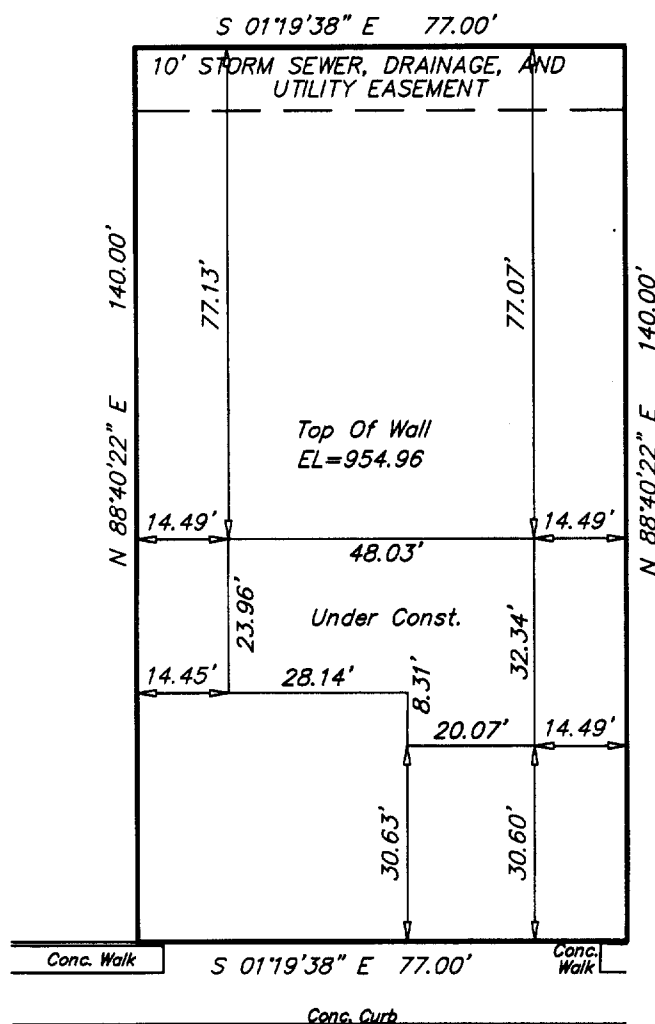 S 01°19'38" E 77.00'
10' STORM SEWER, DRAINAGE, AND
UTILITY EASEMENT
N 88°40'22" E 140.00'
77.13'
77.07'
N 88°40'22" E 140.00'
Top Of Wall
EL=954.96
14.49'
48.03'
14.49'
23.96'
Under Const.
32.34'
14.45'
28.14'
8.31'
20.07'
14.49'
30.63'
30.60'
Conc. Walk
S 01°19'38" E 77.00'
Conc.
Walk
Conc. Curb